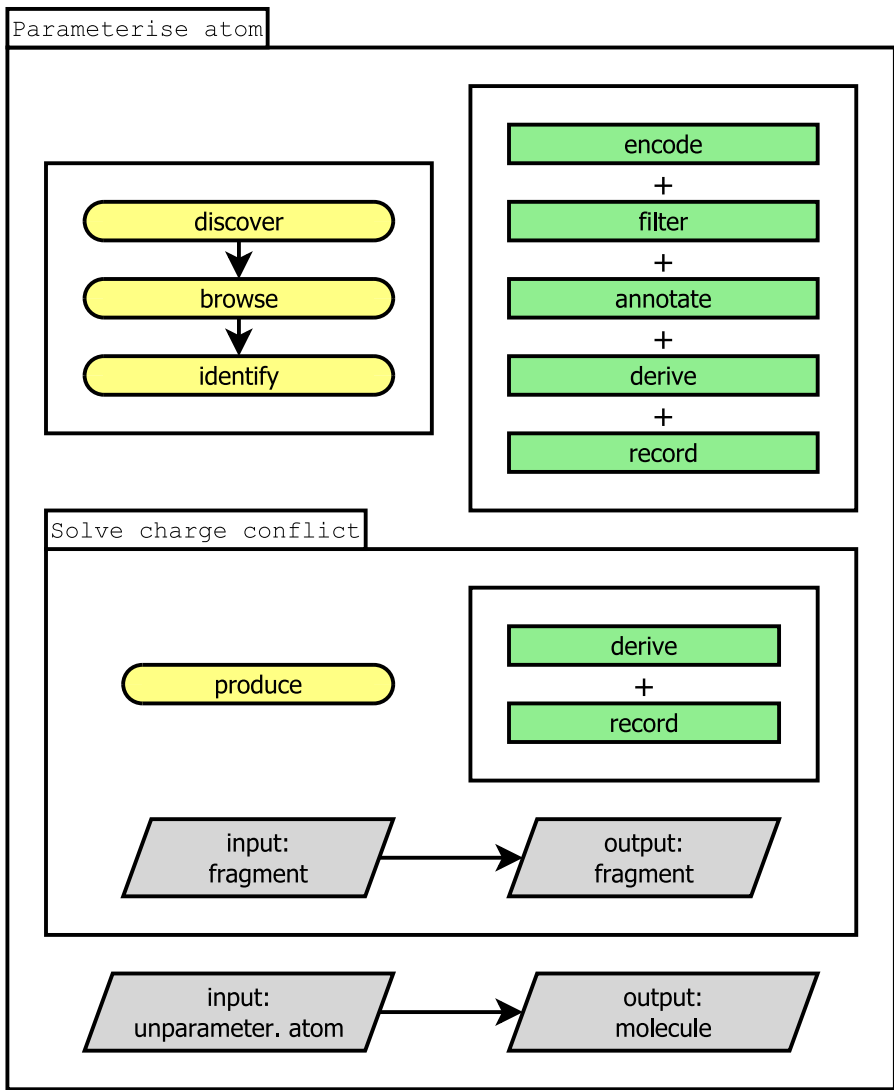 Parameterise atom
discover
browse
identify
encode
+
filter
+
annotate
+
derive
+
record
Solve charge conflict
produce
derive
+
record
input:
fragment
output:
fragment
input:
unparameter. atom
output:
molecule